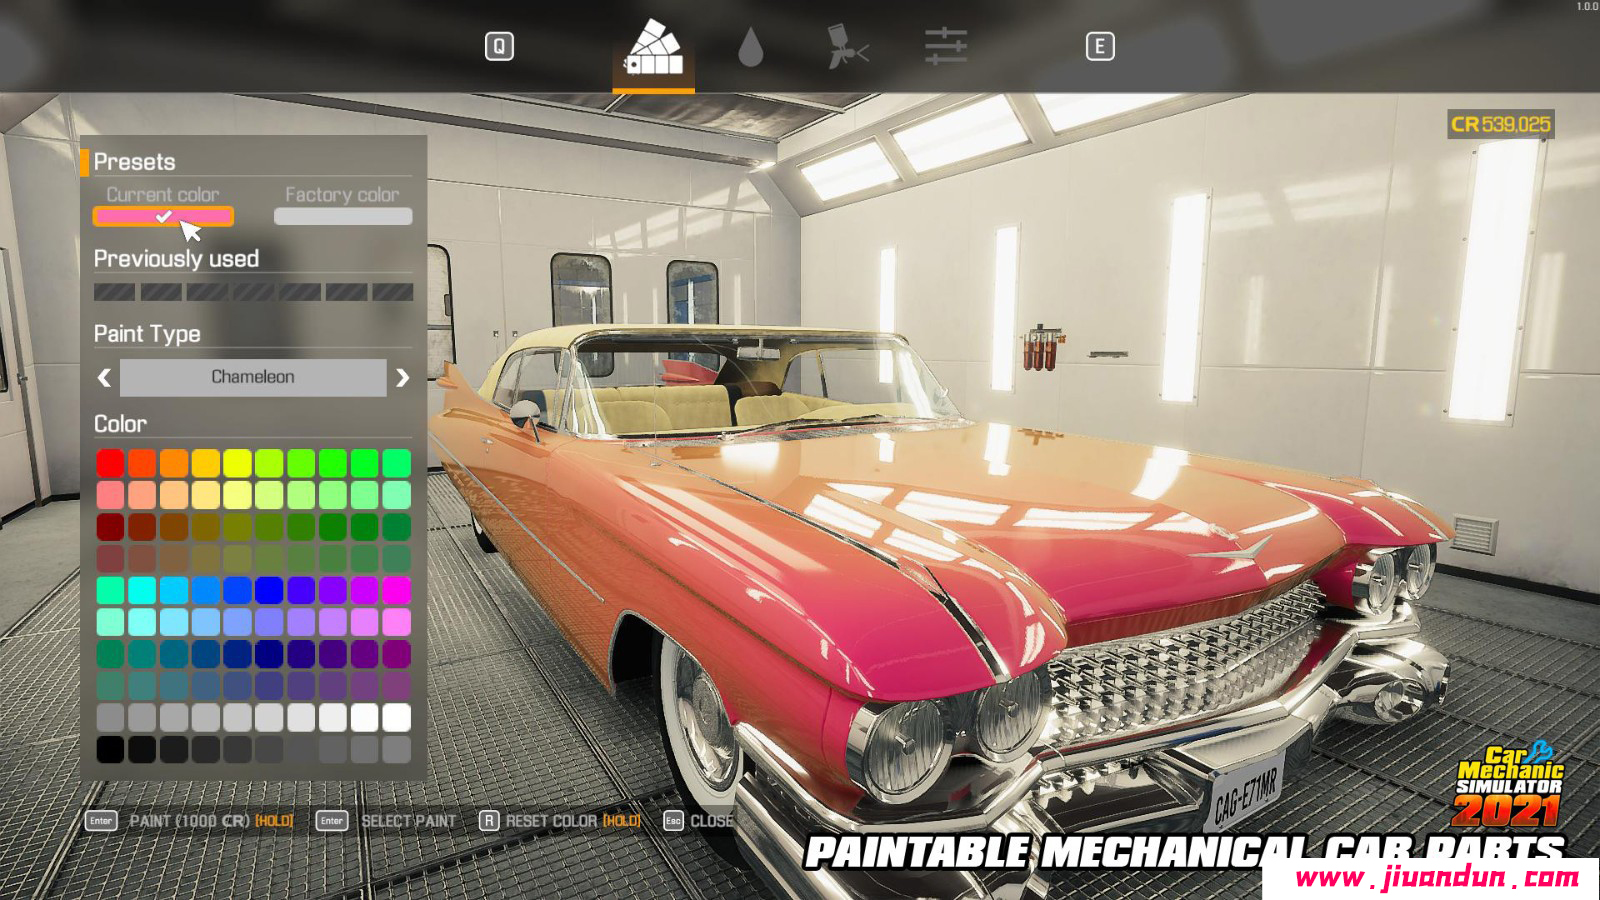 1.0.0
Q
E
CR 539,025
Presets
Current color
Factory color
Previously used
Paint Type
Chameleon
Color
Enter PAINT (1000 CR) [HOLD] Enter SELECT PAINT R RESET COLOR [HOLD] Esc CLOSE
CAG-E71MR
Car
Mechanic
SIMULATOR
2021
PAINTABLE MECHANICAL CAR PARTS
www.jiuandun.com